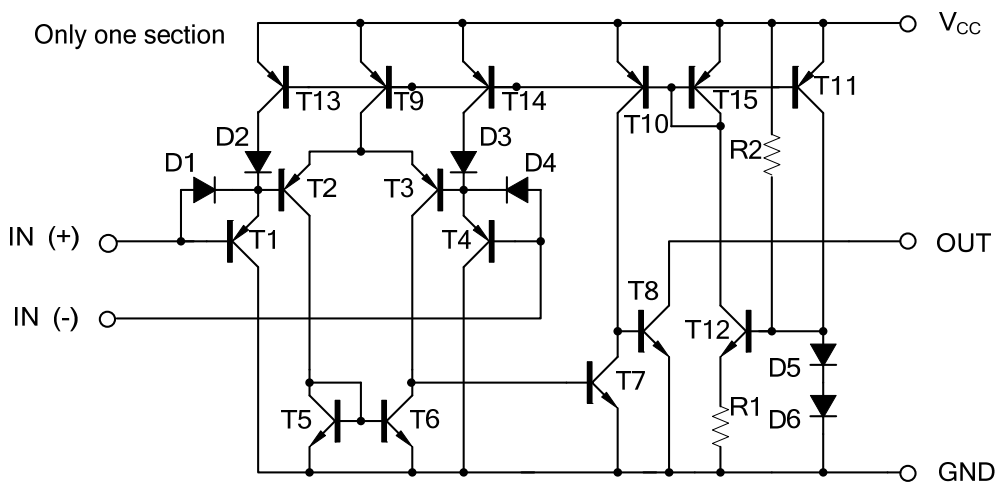 Only one section
VCC
T13
T9
T14
T10
T15
T11
D2
D3
R2
D1
D4
T2
T3
IN (+)
T1
T4
OUT
IN (-)
T8
T12
T7
D5
T5
T6
R1
D6
GND